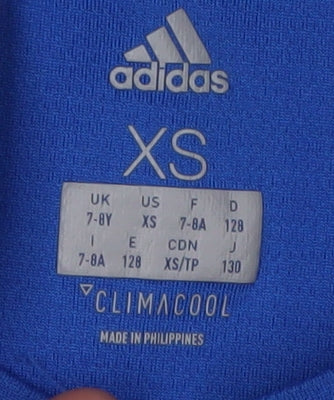 adidas
XS
UK US F D
7-8Y XS 7-8A 128
I E CDN J
7-8A 128 XS/TP 130
CLIMACOOL
MADE IN PHILIPPINES